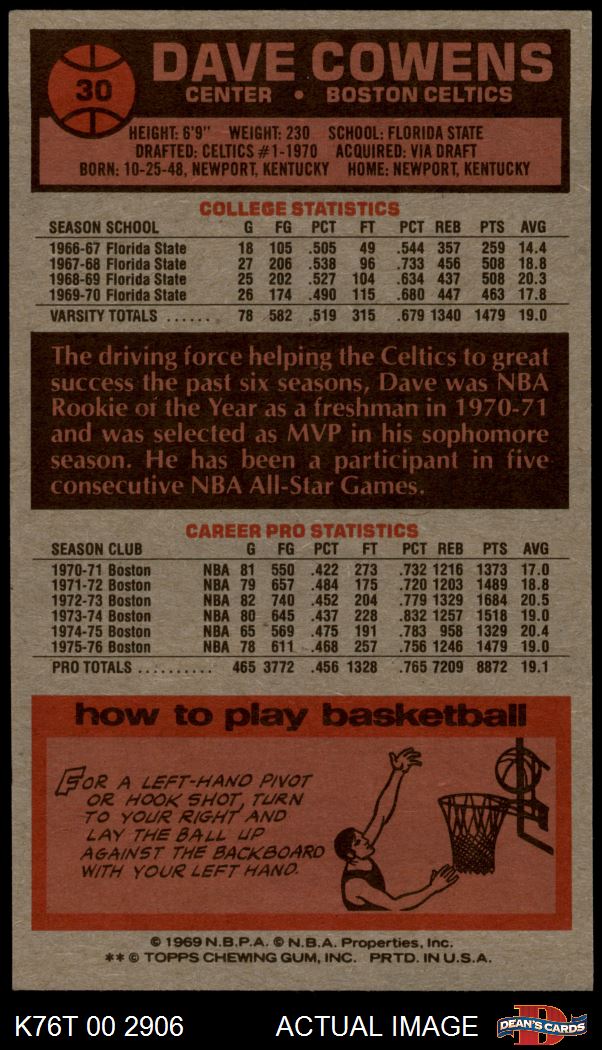 30
DAVE COWENS
CENTER • BOSTON CELTICS
HEIGHT: 6'9" WEIGHT: 230 SCHOOL: FLORIDA STATE
DRAFTED: CELTICS #1-1970 ACQUIRED: VIA DRAFT
BORN: 10-25-48, NEWPORT, KENTUCKY HOME: NEWPORT, KENTUCKY
COLLEGE STATISTICS
SEASON SCHOOL G FG PCT FT PCT REB PTS AVG
1966-67 Florida State 18 105 .505 49 .544 357 259 14.4
1967-68 Florida State 27 206 .538 96 .733 456 508 18.8
1968-69 Florida State 25 202 .527 104 .634 437 508 20.3
1969-70 Florida State 26 174 .490 115 .680 447 463 17.8
VARSITY TOTALS ...... 78 582 .519 315 .679 1340 1479 19.0
The driving force helping the Celtics to great
success the past six seasons, Dave was NBA
Rookie of the Year as a freshman in 1970-71
and was selected as MVP in his sophomore
season. He has been a participant in five
consecutive NBA All-Star Games.
CAREER PRO STATISTICS
SEASON CLUB G FG PCT FT PCT REB PTS AVG
1970-71 Boston NBA 81 550 .422 273 .732 1216 1373 17.0
1971-72 Boston NBA 79 657 .484 175 .720 1203 1489 18.8
1972-73 Boston NBA 82 740 .452 204 .779 1329 1684 20.5
1973-74 Boston NBA 80 645 .437 228 .832 1257 1518 19.0
1974-75 Boston NBA 65 569 .475 191 .783 958 1329 20.4
1975-76 Boston NBA 78 611 .468 257 .756 1246 1479 19.0
PRO TOTALS .......... 465 3772 .456 1328 .765 7209 8872 19.1
how to play basketball
FOR A LEFT-HAND PIVOT
OR HOOK SHOT, TURN
TO YOUR RIGHT AND
LAY THE BALL UP
AGAINST THE BACKBOARD
WITH YOUR LEFT HAND.
© 1969 N.B.P.A. © N.B.A. Properties, Inc.
** © TOPPS CHEWING GUM, INC. PRTD. IN U.S.A.
K76T 00 2906 ACTUAL IMAGE
D
DEAN'S CARDS